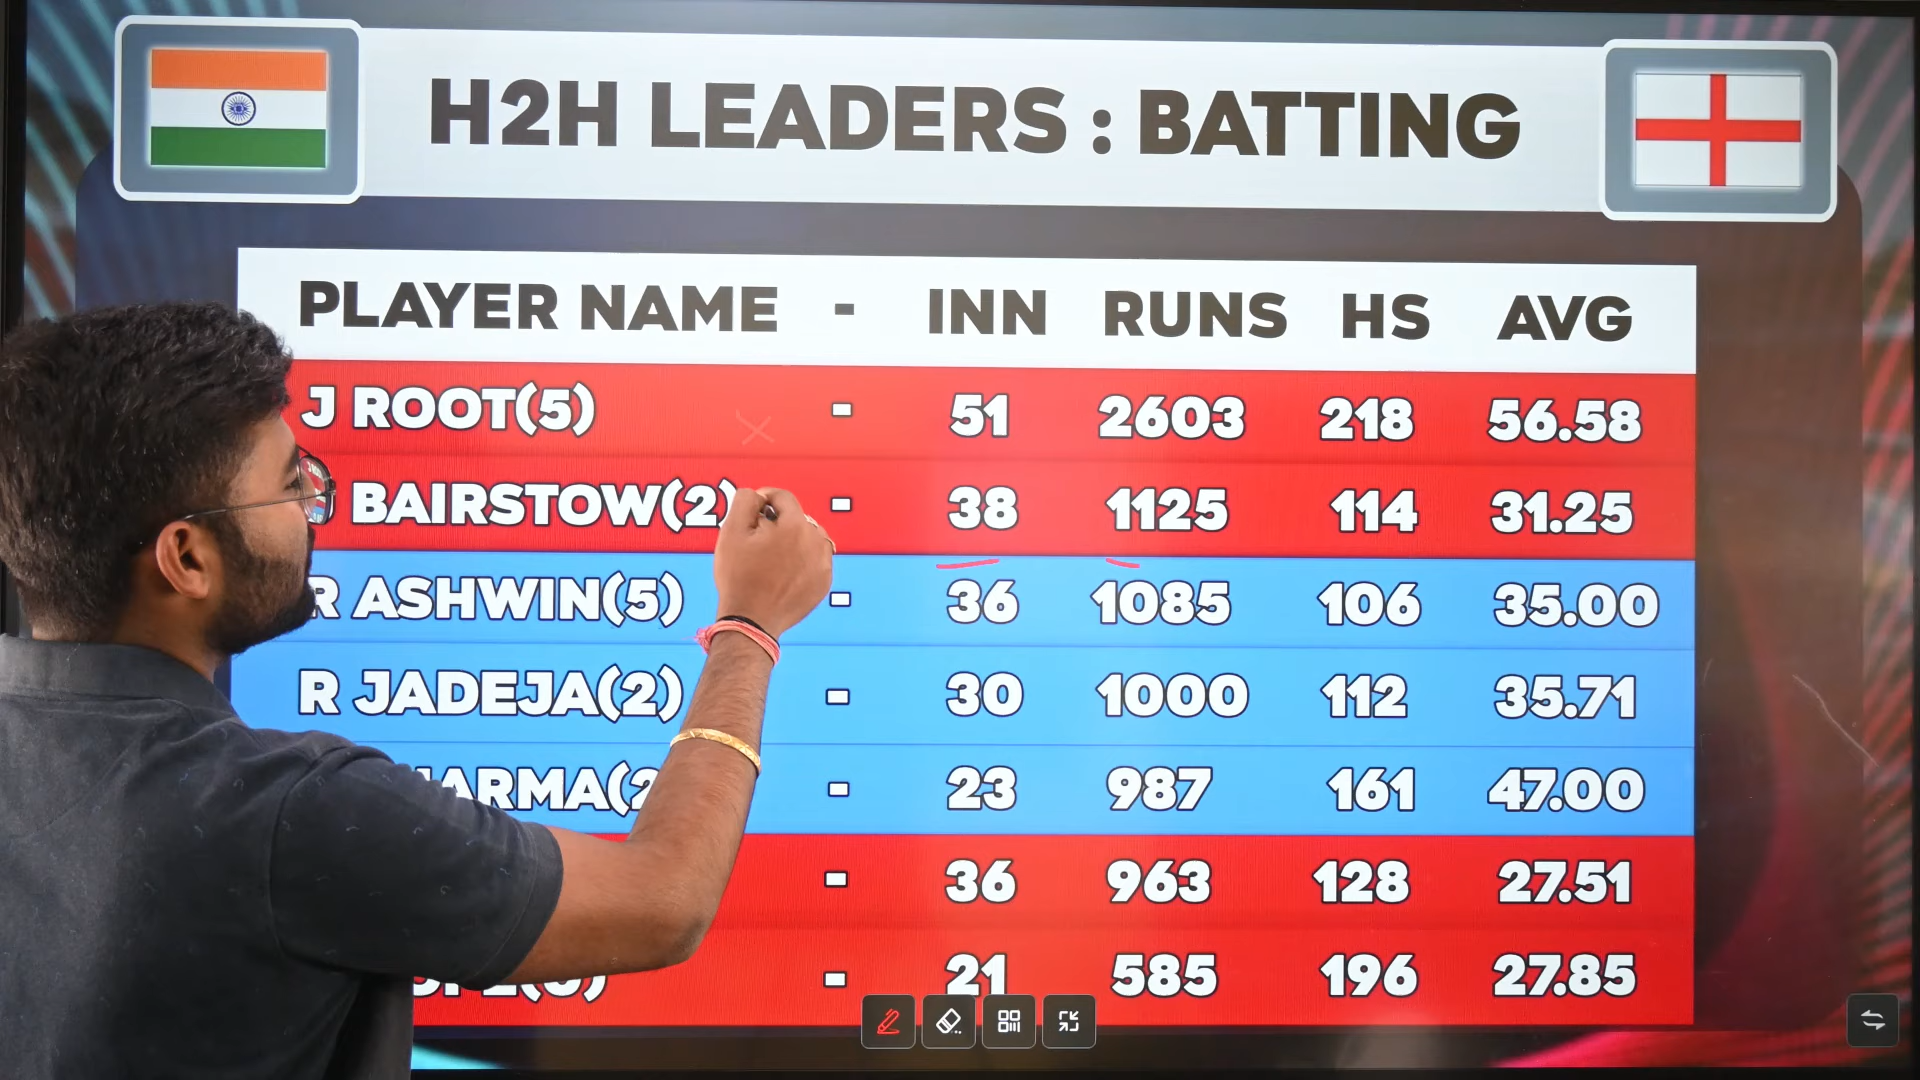 H2H LEADERS : BATTING
PLAYER NAME - INN RUNS HS AVG
J ROOT(5) - 51 2603 218 56.58
BAIRSTOW(2) - 38 1125 114 31.25
R ASHWIN(5) - 36 1085 106 35.00
R JADEJA(2) - 30 1000 112 35.71
- 23 987 161 47.00
- 36 963 128 27.51
- 21 585 196 27.85